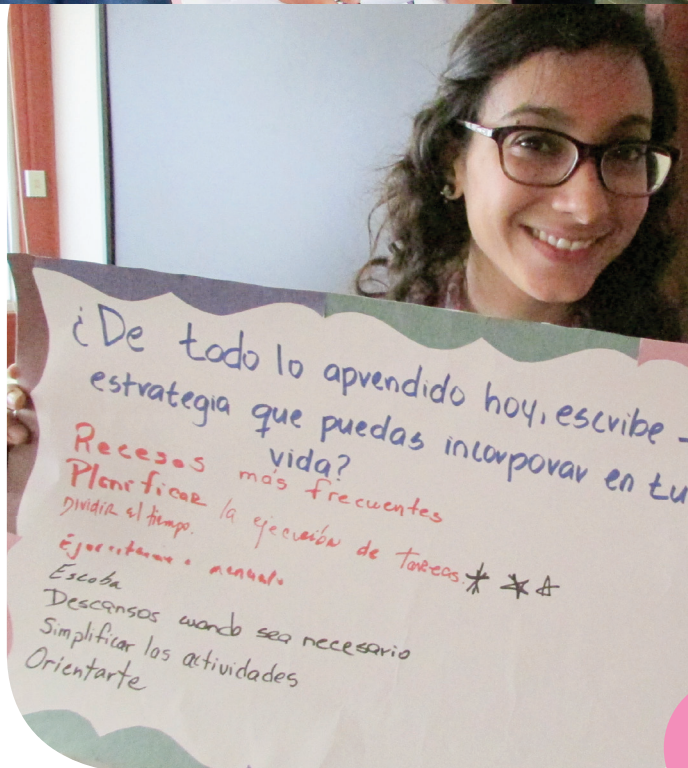 ¿De todo lo aprendido hoy, escribe
estrategia que puedas incorporar en tu
vida?
Recesos más frecuentes
Planificar la ejecución de tareas.
Dividir el tiempo.
Escoba
Descansos cuando sea necesario
Simplificar las actividades
Orientarte